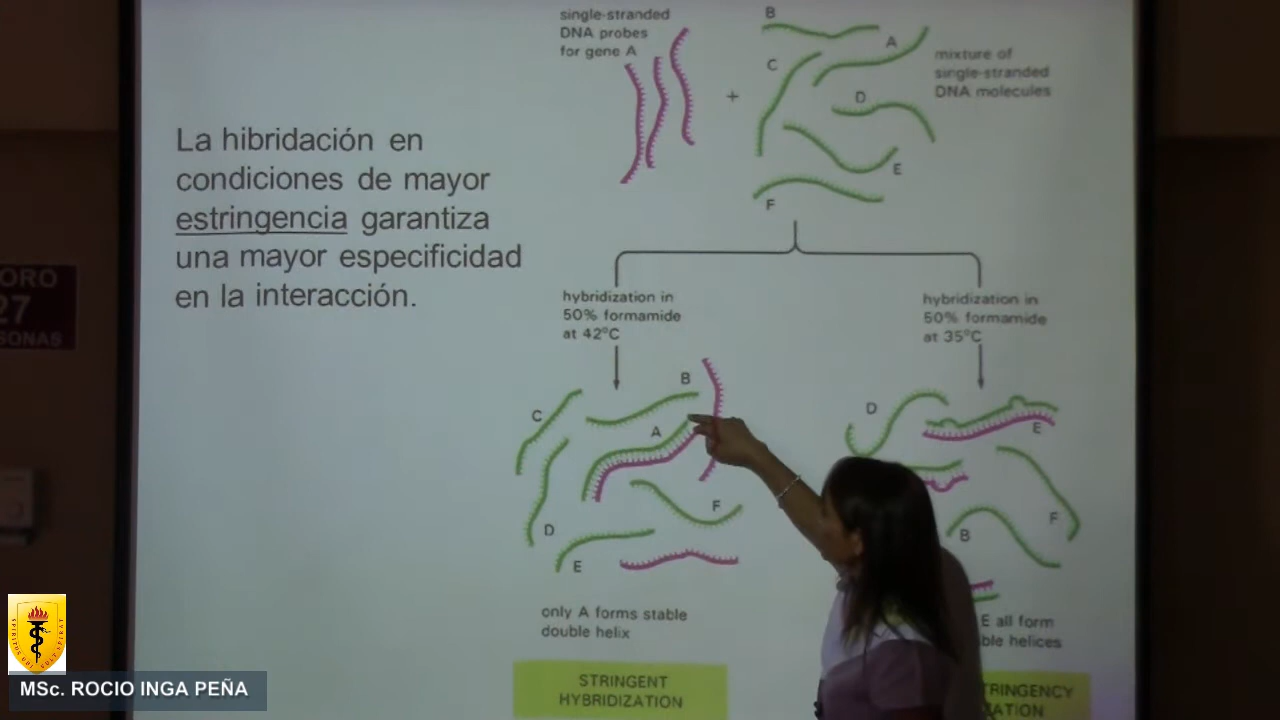 La hibridación en
condiciones de mayor
estringencia garantiza
una mayor especificidad
en la interacción.
single-stranded
DNA probes
for gene A
+
B
A
C
D
E
F
mixture of
single-stranded
DNA molecules
hybridization in
50% formamide
at 42°C
hybridization in
50% formamide
at 35°C
B
C
A
F
D
E
only A forms stable
double helix
STRINGENT
HYBRIDIZATION
D
E
F
B
E all form
helices
27
MSc. ROCIO INGA PEÑA